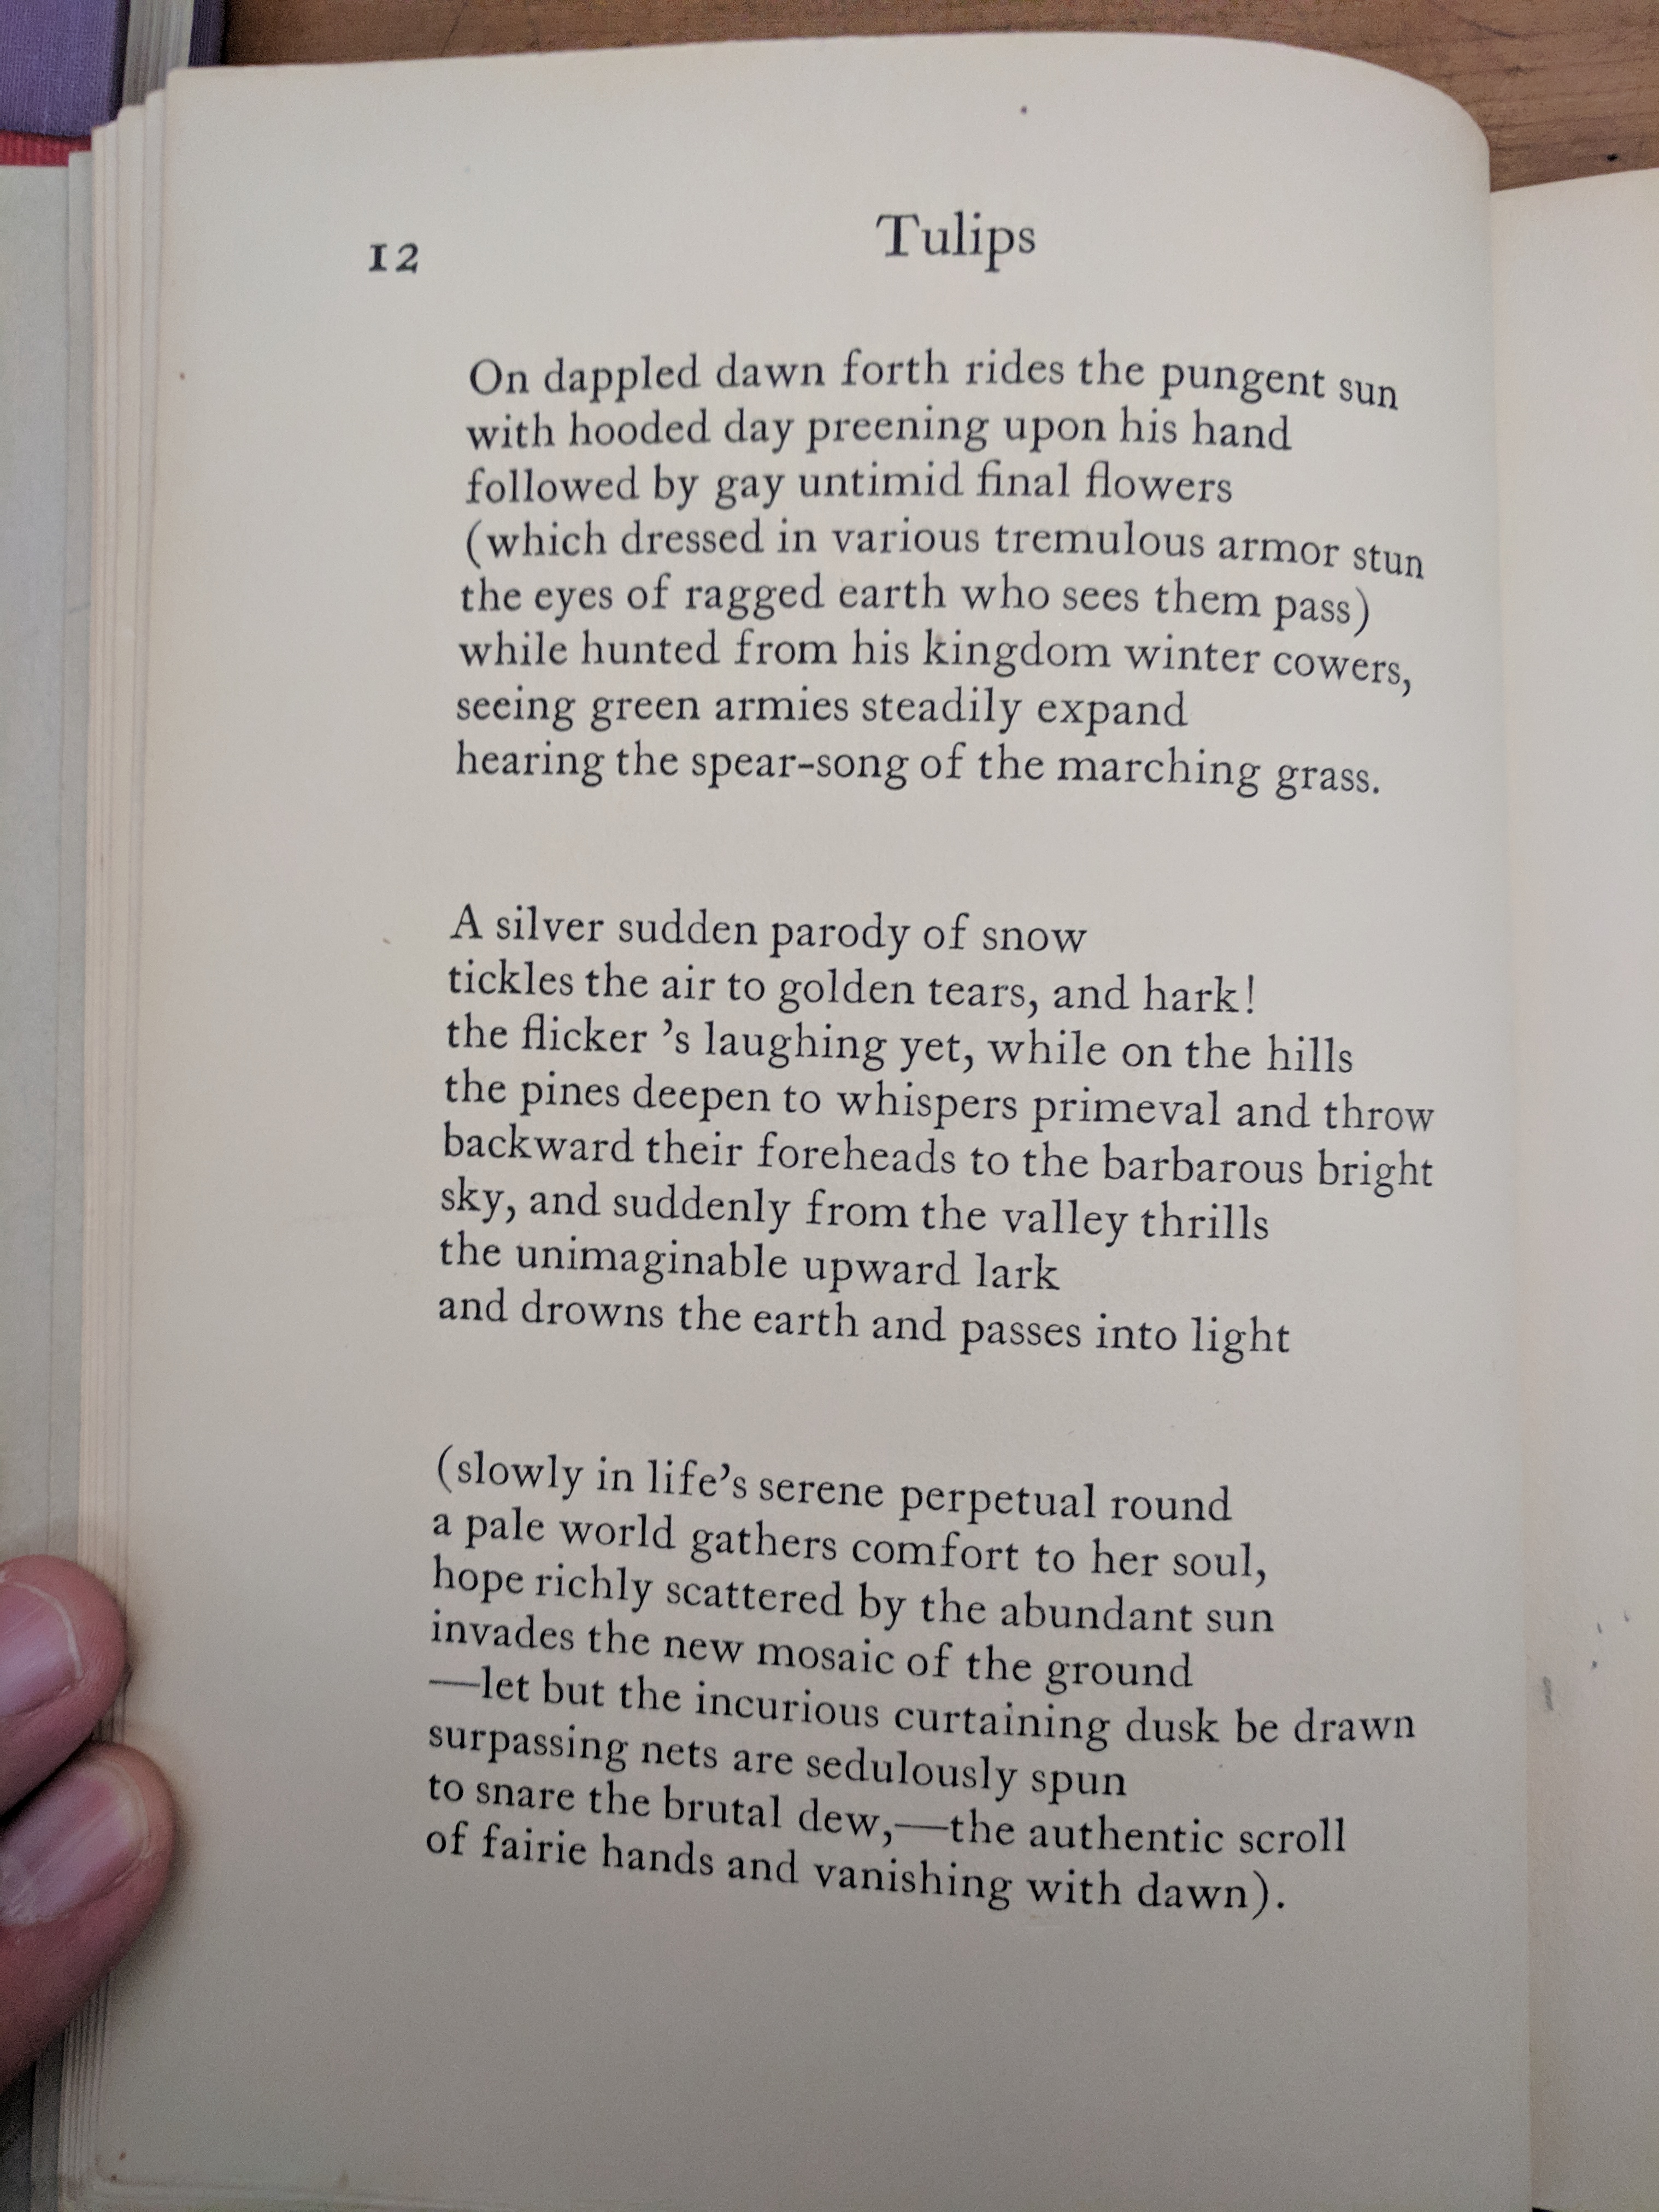 12
Tulips
On dappled dawn forth rides the pungent sun
with hooded day preening upon his hand
followed by gay untimid final flowers
(which dressed in various tremulous armor stun
the eyes of ragged earth who sees them pass)
while hunted from his kingdom winter cowers,
seeing green armies steadily expand
hearing the spear-song of the marching grass.
A silver sudden parody of snow
tickles the air to golden tears, and hark!
the flicker 's laughing yet, while on the hills
the pines deepen to whispers primeval and throw
backward their foreheads to the barbarous bright
sky, and suddenly from the valley thrills
the unimaginable upward lark
and drowns the earth and passes into light
(slowly in life's serene perpetual round
a pale world gathers comfort to her soul,
hope richly scattered by the abundant sun
invades the new mosaic of the ground
—let but the incurious curtaining dusk be drawn
surpassing nets are sedulously spun
to snare the brutal dew,—the authentic scroll
of fairie hands and vanishing with dawn).